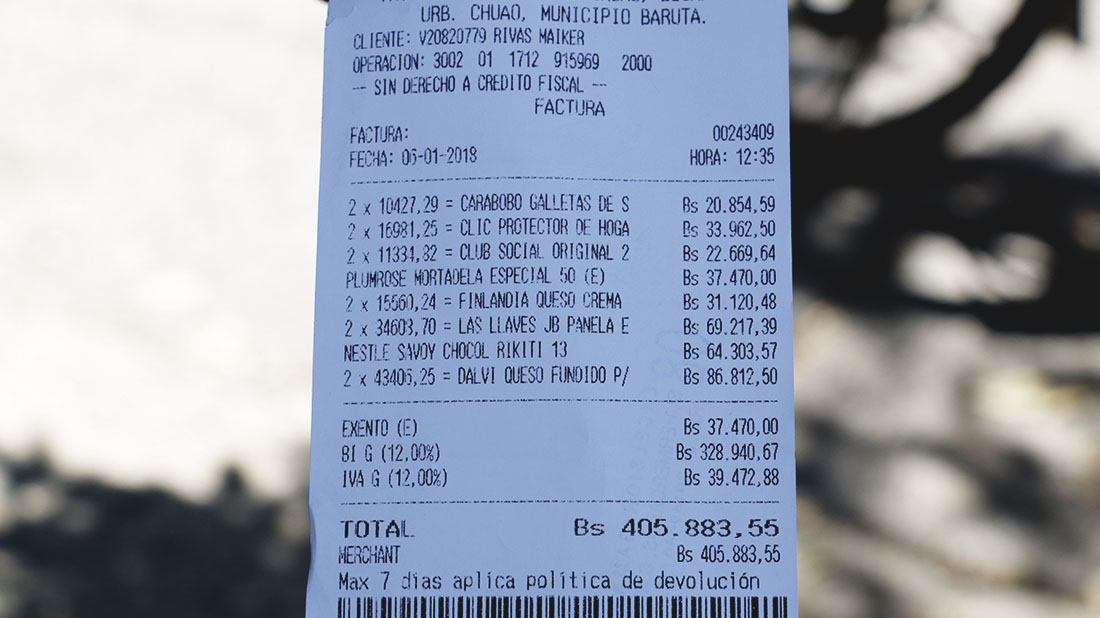 URB. CHUAO, MUNICIPIO BARUTA.
CLIENTE: V20820779 RIVAS MAIKER
OPERACION: 3002 01 1712 915969 2000
-- SIN DERECHO A CREDITO FISCAL --
FACTURA
FACTURA: 00243409
FECHA: 06-01-2018 HORA: 12:35
2 x 10427,29 = CARABOBO GALLETAS DE S Bs 20.854,59
2 x 16981,25 = CLIC PROTECTOR DE HOGA Bs 33.962,50
2 x 11334,82 = CLUB SOCIAL ORIGINAL 2 Bs 22.669,64
PLUMROSE MORTADELA ESPECIAL 50 (E) Bs 37.470,00
2 x 15560,24 = FINLANDIA QUESO CREMA Bs 31.120,48
2 x 34603,70 = LAS LLAVES JB PANELA E Bs 69.217,39
NESTLE SAVOY CHOCOL RIKITI 13 Bs 64.303,57
2 x 43406,25 = DALVI QUESO FUNDIDO P/ Bs 86.812,50
EXENTO (E) Bs 37.470,00
BI G (12,00%) Bs 328.940,67
IVA G (12,00%) Bs 39.472,88
TOTAL Bs 405.883,55
MERCHANT Bs 405.883,55
Max 7 días aplica política de devolución